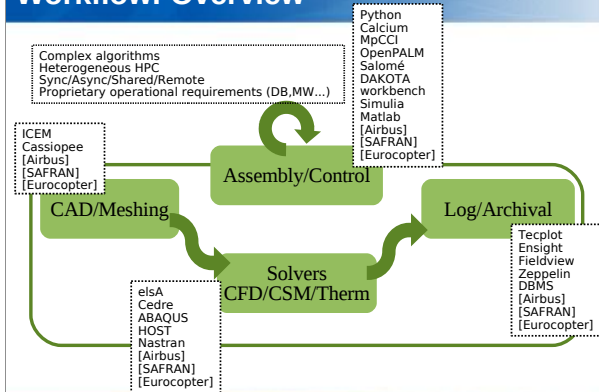 Workflow: Overview
Python
Calcium
MpCCI
OpenPALM
Salomé
DAKOTA
workbench
Simulia
Matlab
[Airbus]
[SAFRAN]
[Eurocopter]
Complex algorithms
Heterogeneous HPC
Sync/Async/Shared/Remote
Proprietary operational requirements (DB,MW...)
ICEM
Cassiopee
[Airbus]
[SAFRAN]
[Eurocopter]
Assembly/Control
CAD/Meshing
Log/Archival
Solvers
CFD/CSM/Therm
elsA
Cedre
ABAQUS
HOST
Nastran
[Airbus]
[SAFRAN]
[Eurocopter]
Tecplot
Ensight
Fieldview
Zeppelin
DBMS
[Airbus]
[SAFRAN]
[Eurocopter]